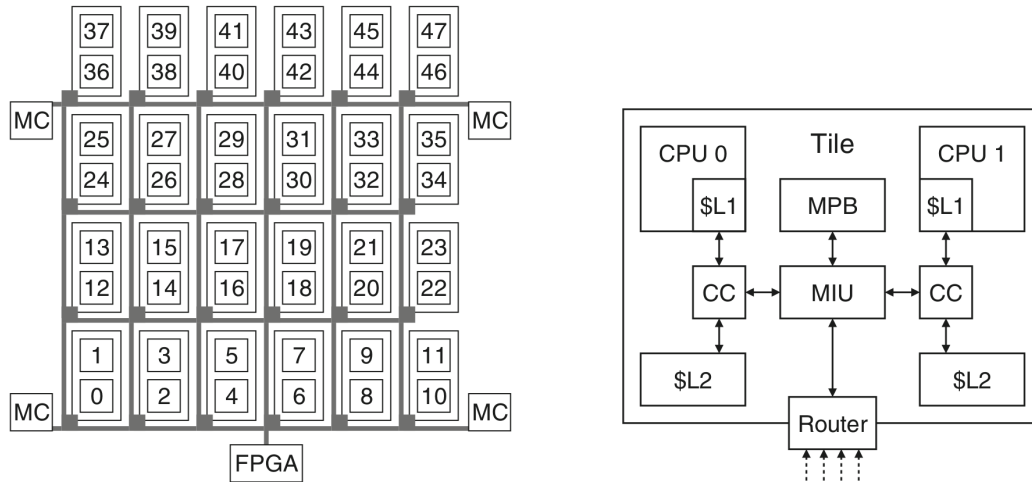 37 39 41 43 45 47
36 38 40 42 44 46
MC MC
25 27 29 31 33 35
24 26 28 30 32 34
13 15 17 19 21 23
12 14 16 18 20 22
1 3 5 7 9 11
0 2 4 6 8 10
MC MC
FPGA
CPU 0 Tile CPU 1
$L1 MPB $L1
CC MIU CC
$L2 $L2
Router